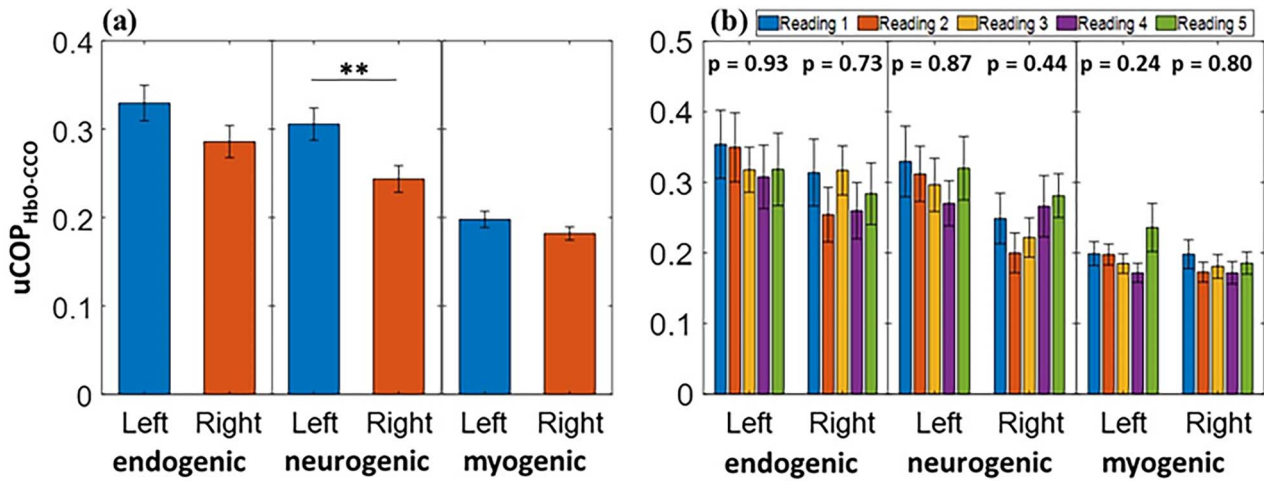 (a)
0.4
0.3
0.2
0.1
0
uCOPHbO-cco
**
Left Right Left Right Left Right
endogenic neurogenic myogenic
(b)
Reading 1 Reading 2 Reading 3 Reading 4 Reading 5
0.5
0.4
0.3
0.2
0.1
0
p = 0.93 p = 0.73 p = 0.87 p = 0.44 p = 0.24 p = 0.80
Left Right Left Right Left Right
endogenic neurogenic myogenic